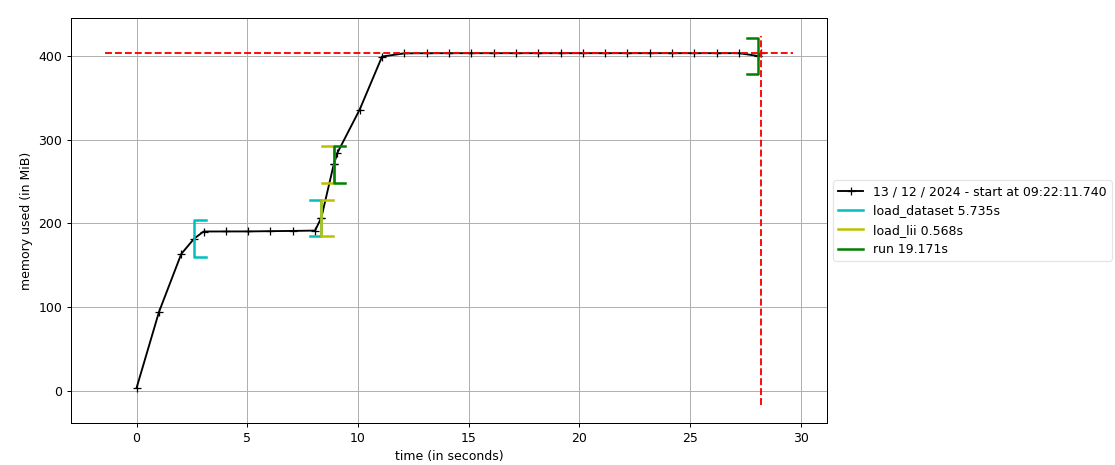 memory used (in MiB)
400
300
200
100
0
0 5 10 15 20 25 30
time (in seconds)
13 / 12 / 2024 - start at 09:22:11.740
load_dataset 5.735s
load_lii 0.568s
run 19.171s